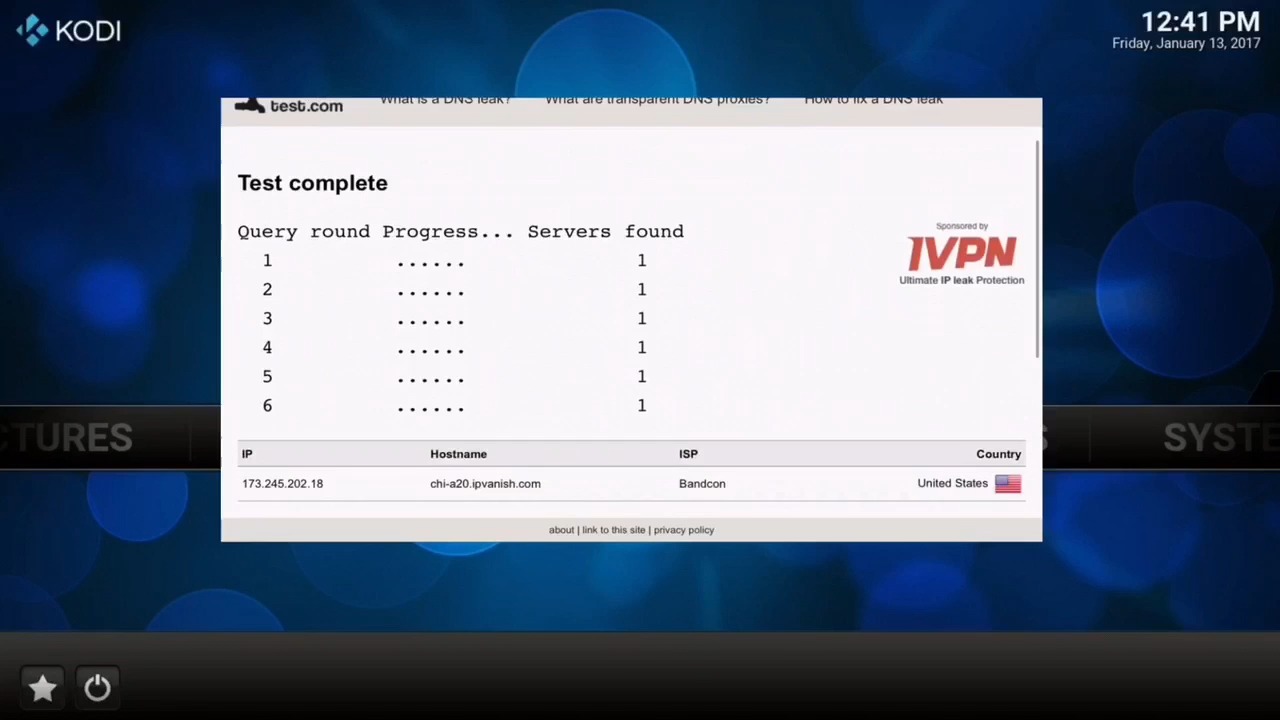 KODI
12:41 PM
Friday, January 13, 2017
test.com
What is a DNS leak?
What are transparent DNS proxies?
How to fix a DNS leak
Test complete
Query round Progress... Servers found
1 ...... 1
2 ...... 1
3 ...... 1
4 ...... 1
5 ...... 1
6 ...... 1
Sponsored by
IVPN
Ultimate IP leak Protection
CTURES
S
SYSTE
IP Hostname ISP Country
173.245.202.18 chi-a20.ipvanish.com Bandcon United States
about | link to this site | privacy policy